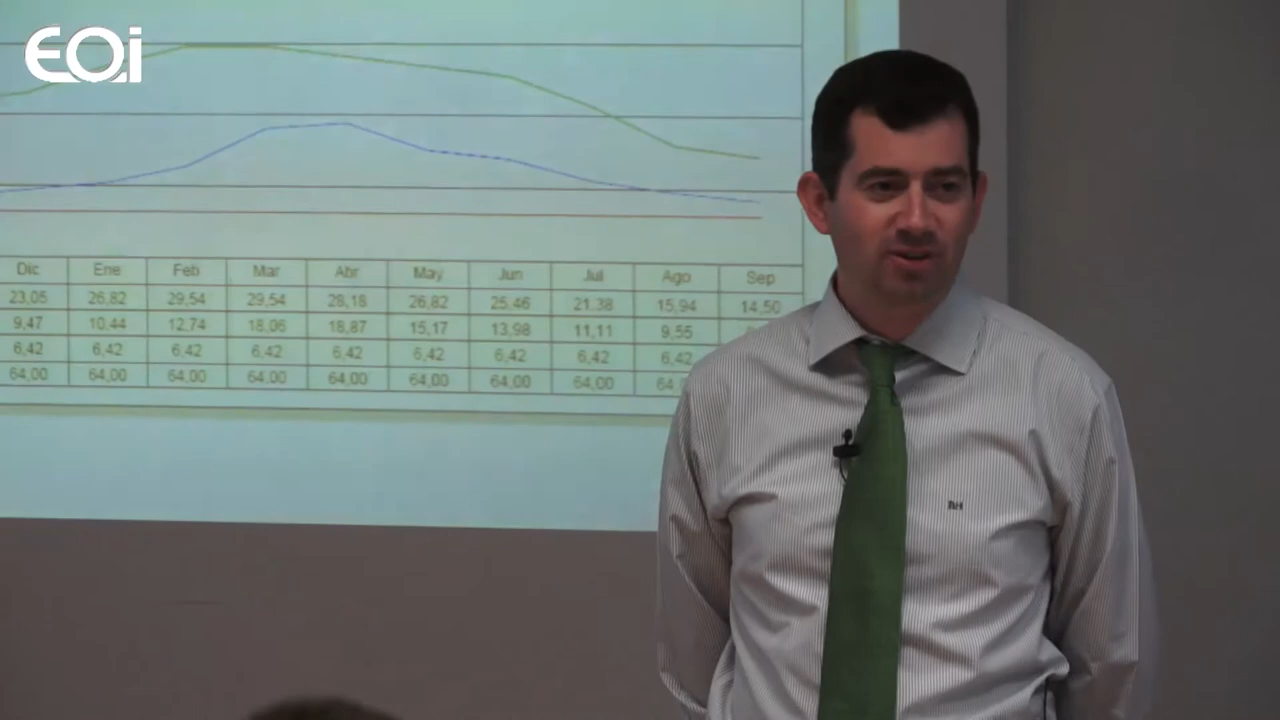 EOi
Dic Ene Feb Mar Abr May Jun Jul Ago Sep
23,05 26,82 29,54 29,54 28,18 26,82 25,46 21,38 15,94 14,50
9,47 10,44 12,74 18,06 18,87 15,17 13,98 11,11 9,55
6,42 6,42 6,42 6,42 6,42 6,42 6,42 6,42 6,42
64,00 64,00 64,00 64,00 64,00 64,00 64,00 64,00